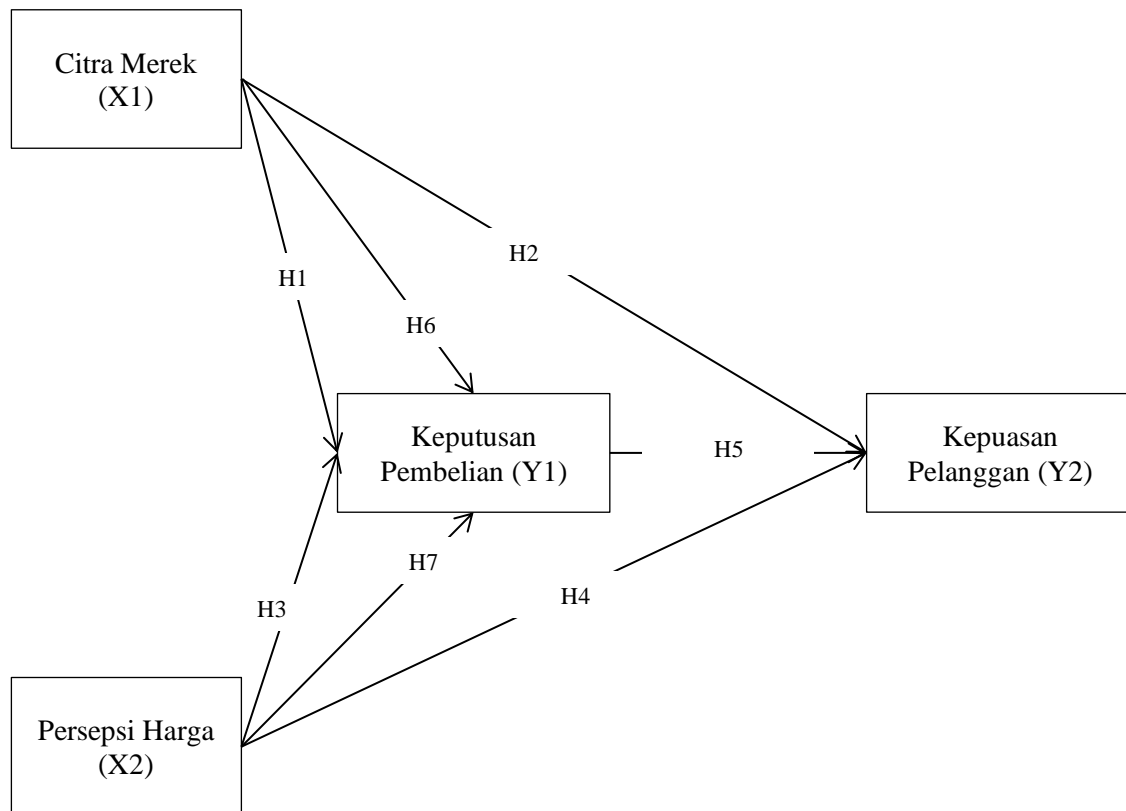 Citra Merek
(X1)
H2
H1
H6
Keputusan
Pembelian (Y1)
H5
Kepuasan
Pelanggan (Y2)
H7
H4
H3
Persepsi Harga
(X2)